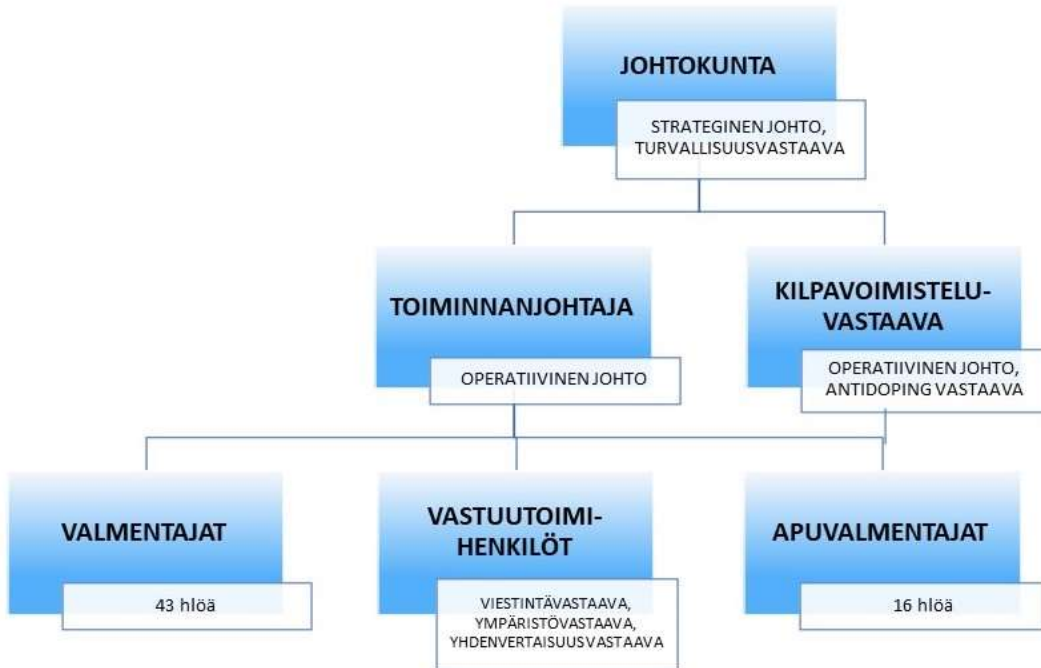 JOHTOKUNTA
STRATEGINEN JOHTO,
TURVALLISUUSVASTAAVA
TOIMINNANJOHTAJA
OPERATIIVINEN JOHTO
KILPAVOIMISTELU-
VASTAAVA
OPERATIIVINEN JOHTO,
ANTIDOPING VASTAAVA
VALMENTAJAT
43 hlöä
VASTUUTOIMI-
HENKILÖT
VIESTINTÄVASTAAVA,
YMPÄRISTÖVASTAAVA,
YHDENVERTAISUUSVASTAAVA
APUVALMENTAJAT
16 hlöä